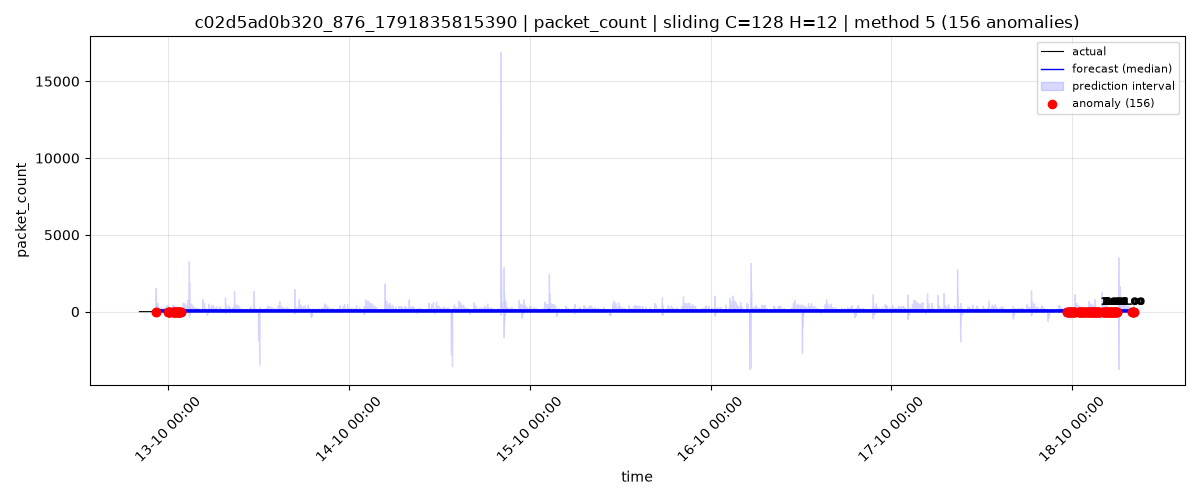 c02d5ad0b320_876_1791835815390 | packet_count | sliding C=128 H=12 | method 5 (156 anomalies)
actual
forecast (median)
prediction interval
anomaly (156)
packet_count
15000
10000
5000
0
13-10 00:00
14-10 00:00
15-10 00:00
16-10 00:00
17-10 00:00
18-10 00:00
time